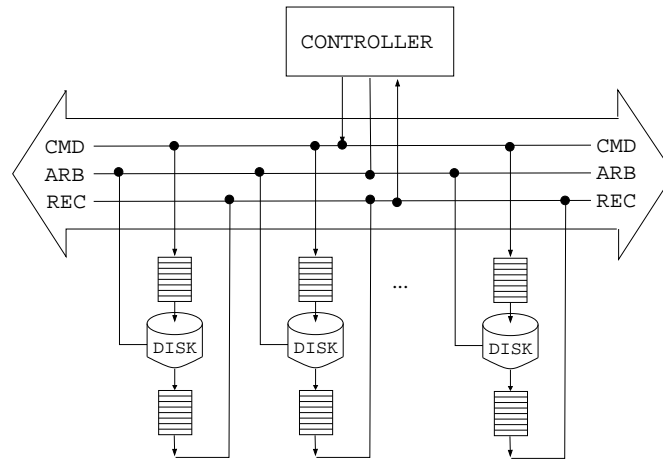 CONTROLLER
CMD CMD
ARB ARB
REC REC
...
DISK DISK DISK